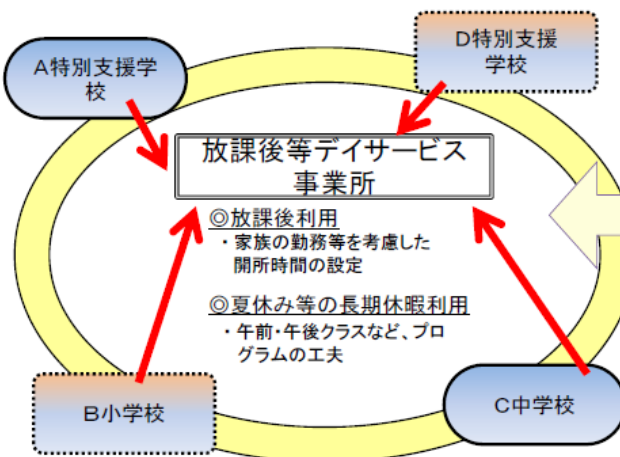 A特別支援学
校
D特別支援
学校
放課後等デイサービス
事業所
◎放課後利用
・家族の勤務等を考慮した
開所時間の設定
◎夏休み等の長期休暇利用
・午前・午後クラスなど、プロ
グラムの工夫
B小学校
C中学校